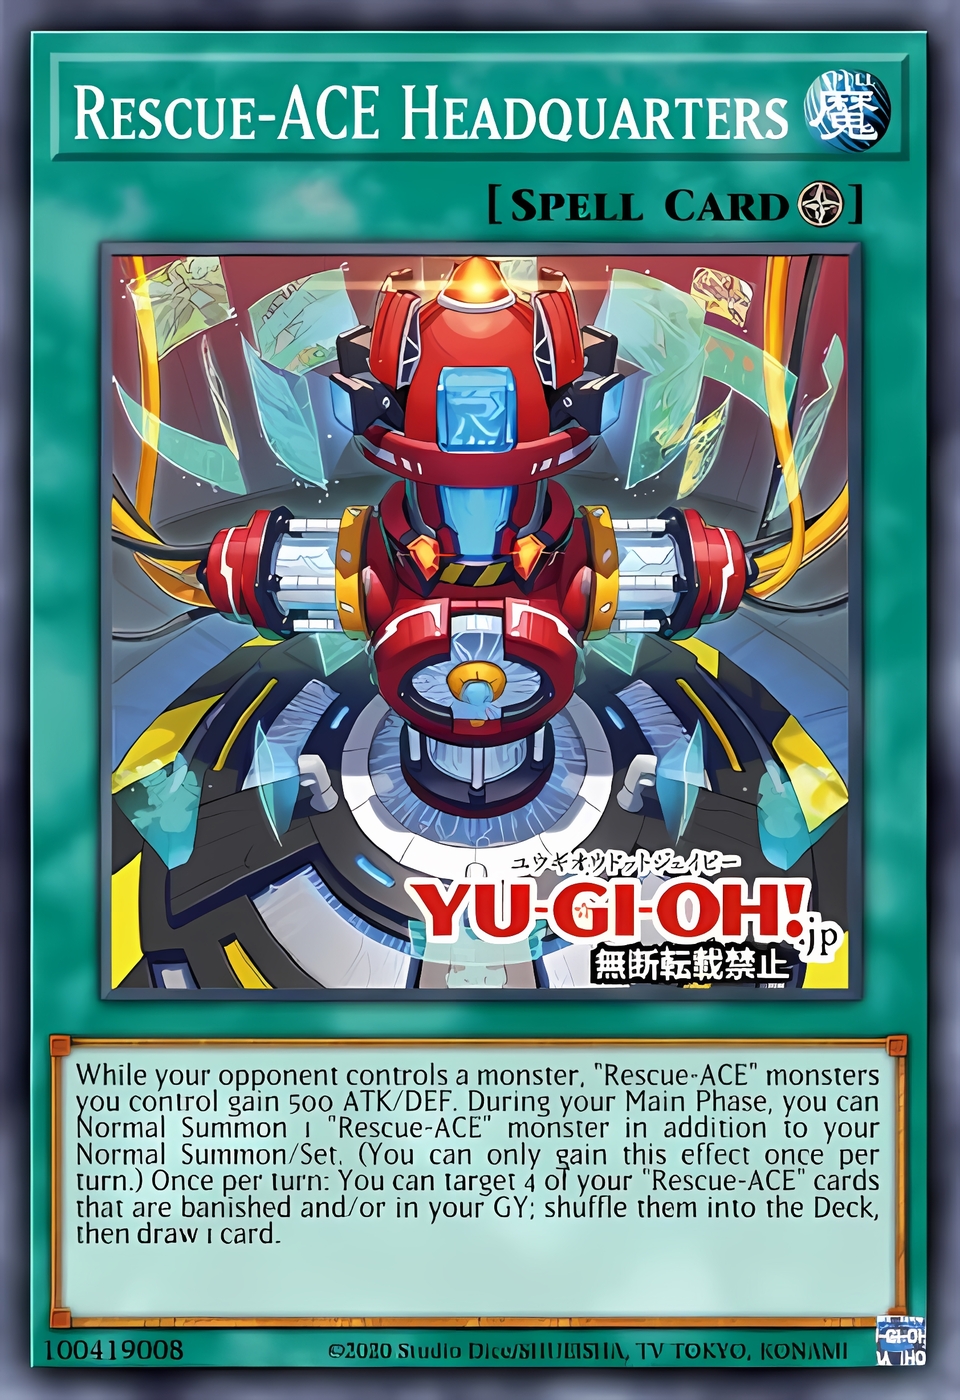 RESCUE-ACE HEADQUARTERS
魔
[SPELL CARD]
ユウギオウドットジェイピー
YU-GI-OH!.jp
無断転載禁止
While your opponent controls a monster, "Rescue-ACE" monsters
you control gain 500 ATK/DEF. During your Main Phase, you can
Normal Summon 1 "Rescue-ACE" monster in addition to your
Normal Summon/Set. (You can only gain this effect once per
turn.) Once per turn: You can target 4 of your "Rescue-ACE" cards
that are banished and/or in your GY; shuffle them into the Deck,
then draw 1 card.
100419008
©2020 Studio Dice/SHUEISHA, TV TOKYO, KONAMI